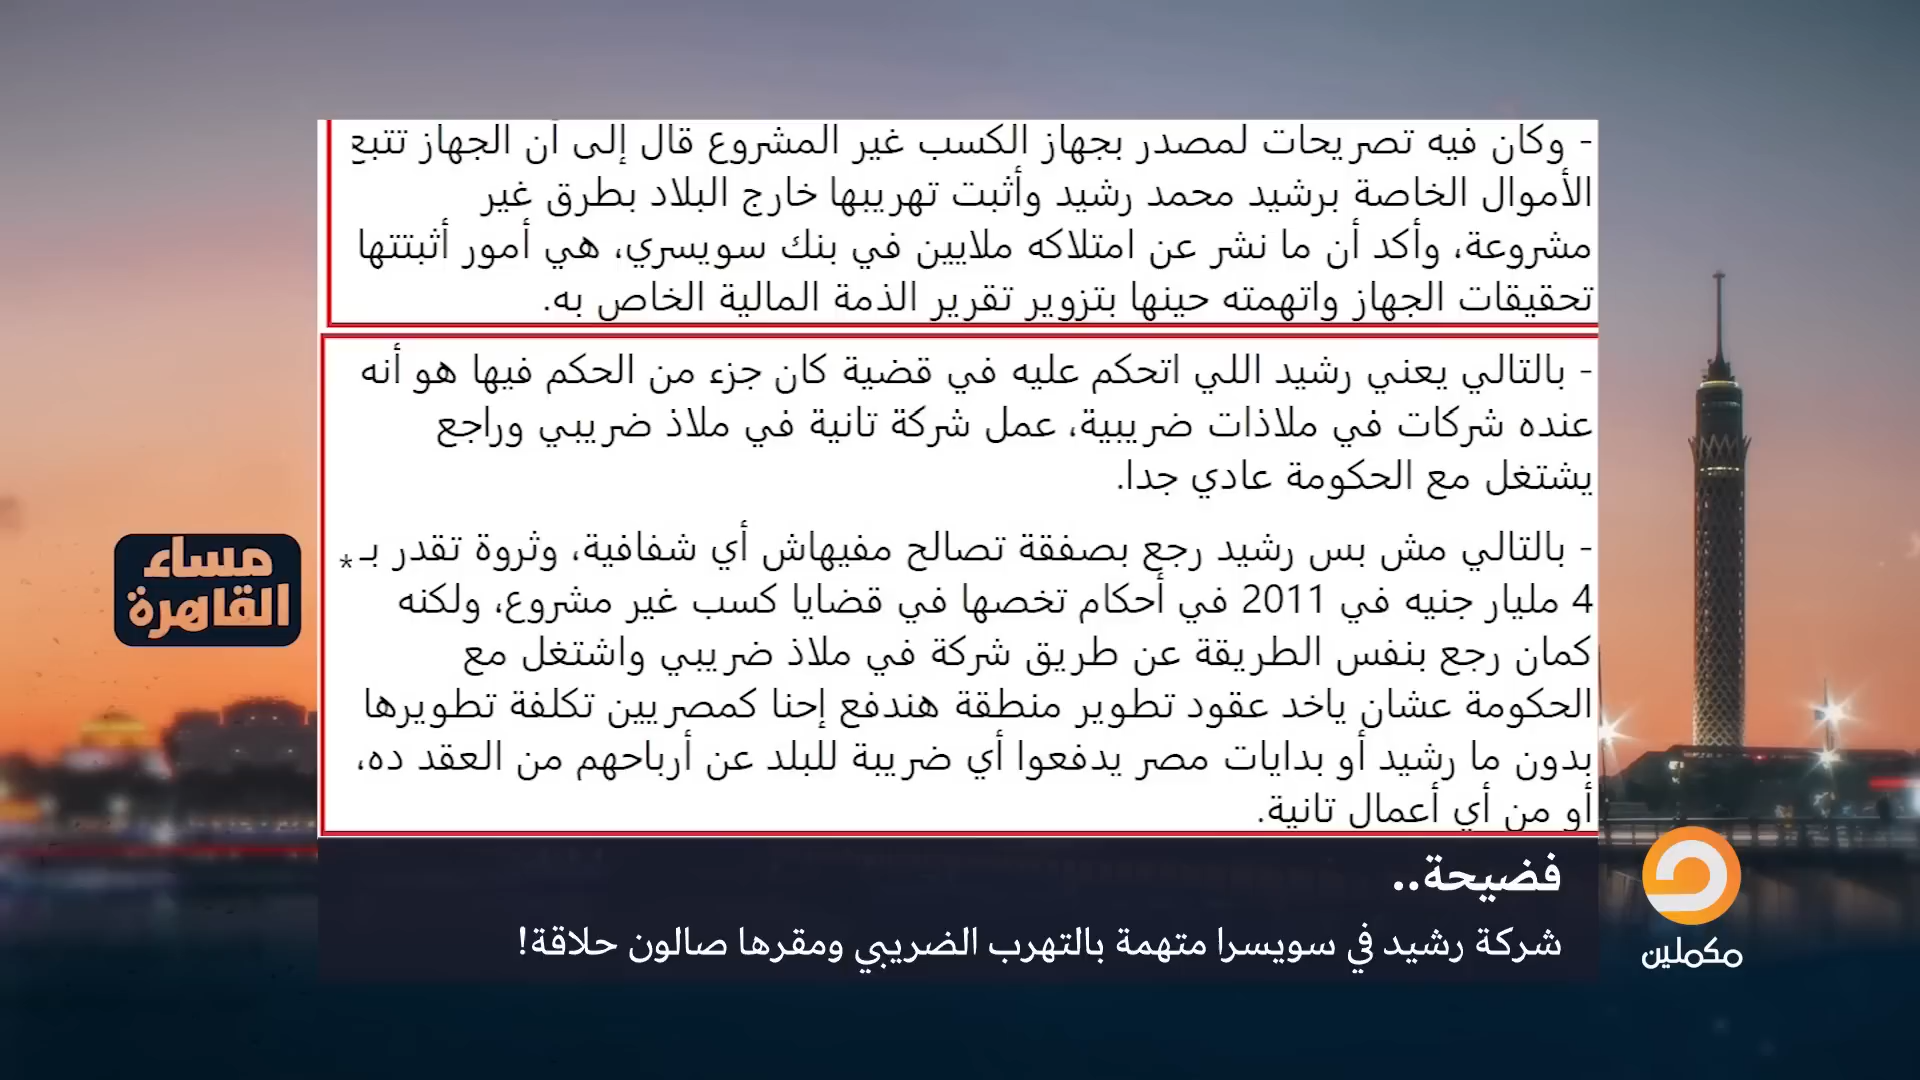 - وكان فيه تصريحات لمصدر بجهاز الكسب غير المشروع قال إلى أن الجهاز تتبع
الأموال الخاصة برشيد محمد رشيد وأثبت تهريبها خارج البلاد بطرق غير
مشروعة، وأكد أن ما نشر عن امتلاكه ملايين في بنك سويسري، هي أمور أثبتتها
تحقيقات الجهاز واتهمته حينها بتزوير تقرير الذمة المالية الخاص به.
- بالتالي يعني رشيد اللي اتحكم عليه في قضية كان جزء من الحكم فيها هو أنه
عنده شركات في ملاذات ضريبية، عمل شركة تانية في ملاذ ضريبي وراجع
يشتغل مع الحكومة عادي جدا.
- بالتالي مش بس رشيد رجع بصفقة تصالح مفيهاش أي شفافية، وثروة تقدر بـ *
4 مليار جنيه في 2011 في أحكام تخصها في قضايا كسب غير مشروع، ولكنه
كمان رجع بنفس الطريقة عن طريق شركة في ملاذ ضريبي واشتغل مع
الحكومة عشان ياخد عقود تطوير منطقة هندفع إحنا كمصريين تكلفة تطويرها
بدون ما رشيد أو بدايات مصر يدفعوا أي ضريبة للبلد عن أرباحهم من العقد ده،
أو من أي أعمال تانية.
مساء
القاهرة
فضيحة..
شركة رشيد في سويسرا متهمة بالتهرب الضريبي ومقرها صالون حلاقة!
مكملين